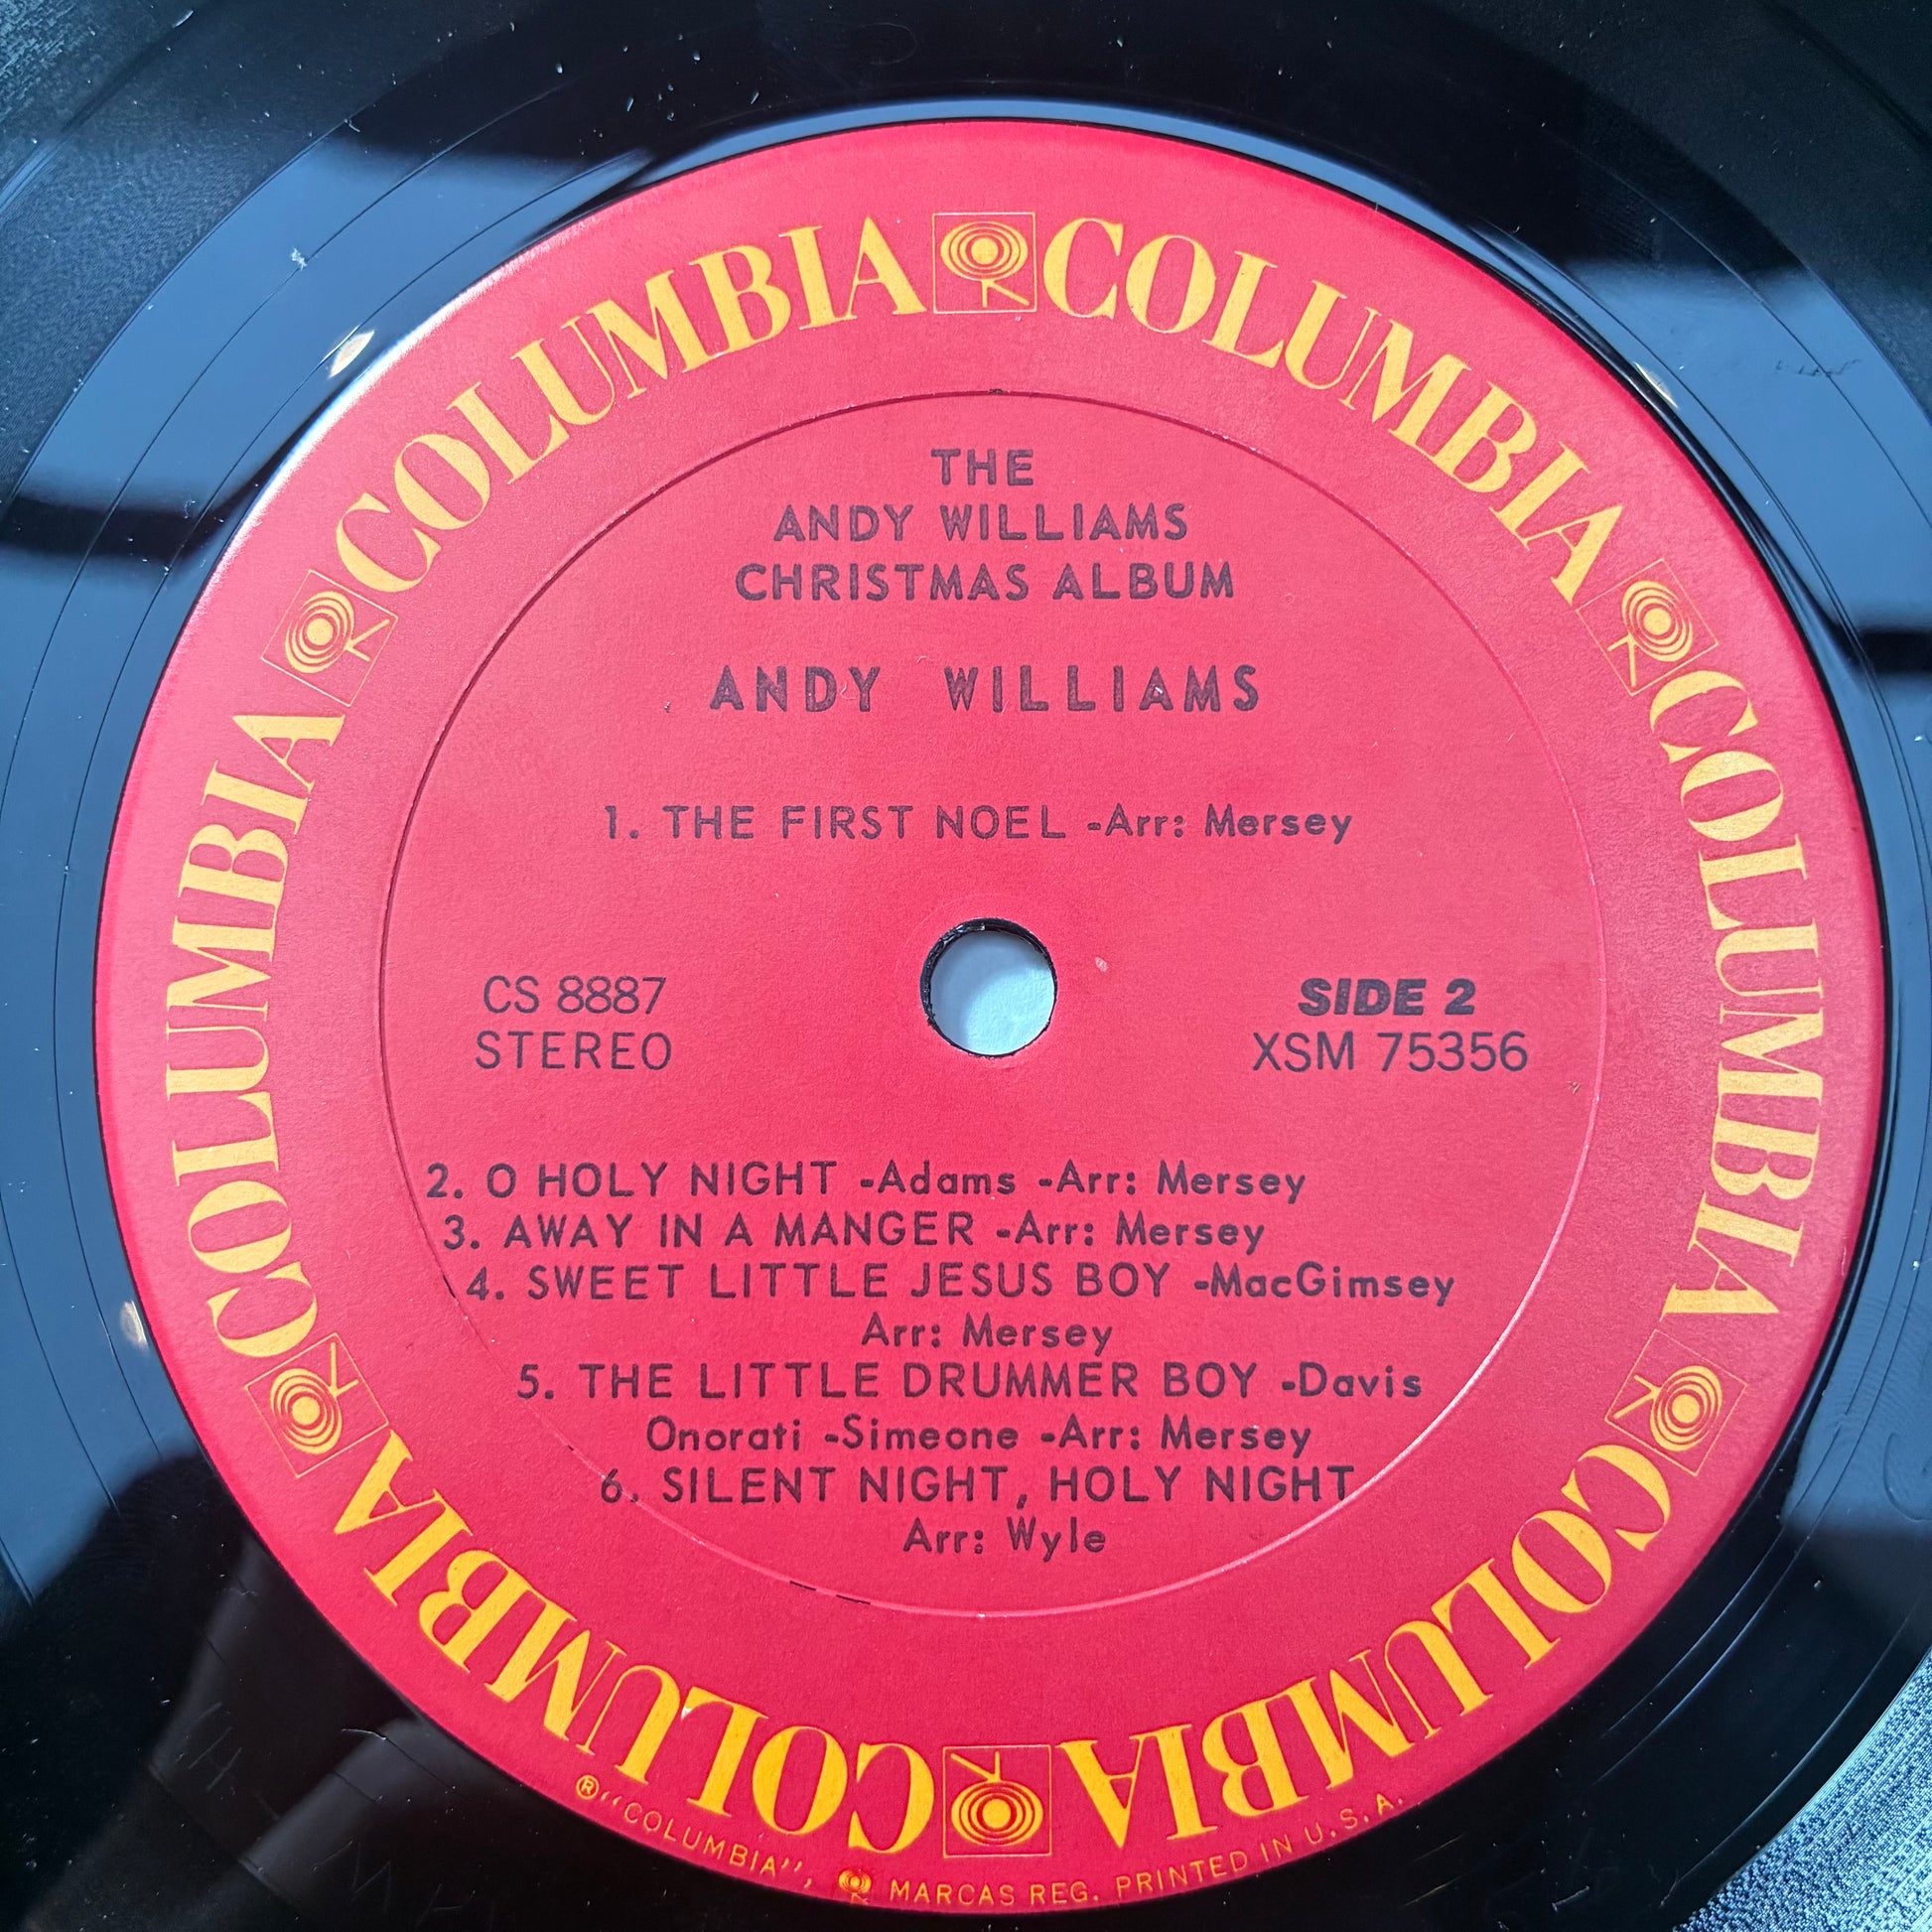 COLUMBIA COLUMBIA COLUMBIA COLUMBIA COLUMBIA COLUMBIA
THE
ANDY WILLIAMS
CHRISTMAS ALBUM
ANDY WILLIAMS
1. THE FIRST NOEL -Arr: Mersey
CS 8887
STEREO
SIDE 2
XSM 75356
2. O HOLY NIGHT -Adams -Arr: Mersey
3. AWAY IN A MANGER -Arr: Mersey
4. SWEET LITTLE JESUS BOY -MacGimsey
Arr: Mersey
5. THE LITTLE DRUMMER BOY -Davis
Onorati -Simeone -Arr: Mersey
6. SILENT NIGHT, HOLY NIGHT
Arr: Wyle
®"COLUMBIA", MARCAS REG. PRINTED IN U.S.A.